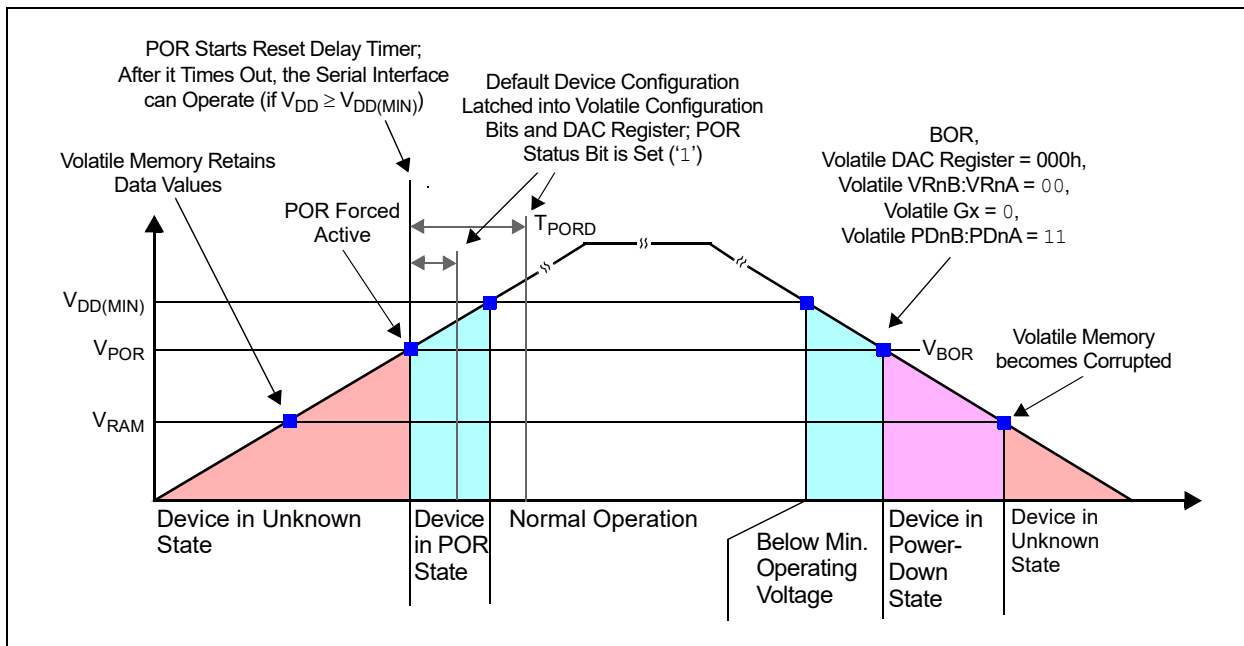 POR Starts Reset Delay Timer;
After it Times Out, the Serial Interface
can Operate (if VDD ≥ VDD(MIN))
Default Device Configuration
Latched into Volatile Configuration
Bits and DAC Register; POR
Status Bit is Set (‘1’)
BOR,
Volatile DAC Register = 000h,
Volatile VRnB:VRnA = 00,
Volatile Gx = 0,
Volatile PDnB:PDnA = 11
Volatile Memory Retains
Data Values
POR Forced
Active
TPORD
VDD(MIN)
VPOR
VBOR
Volatile Memory
becomes Corrupted
VRAM
Device in Unknown
State
Device
in POR
State
Normal Operation
Below Min.
Operating
Voltage
Device in
Power-
Down
State
Device in
Unknown
State